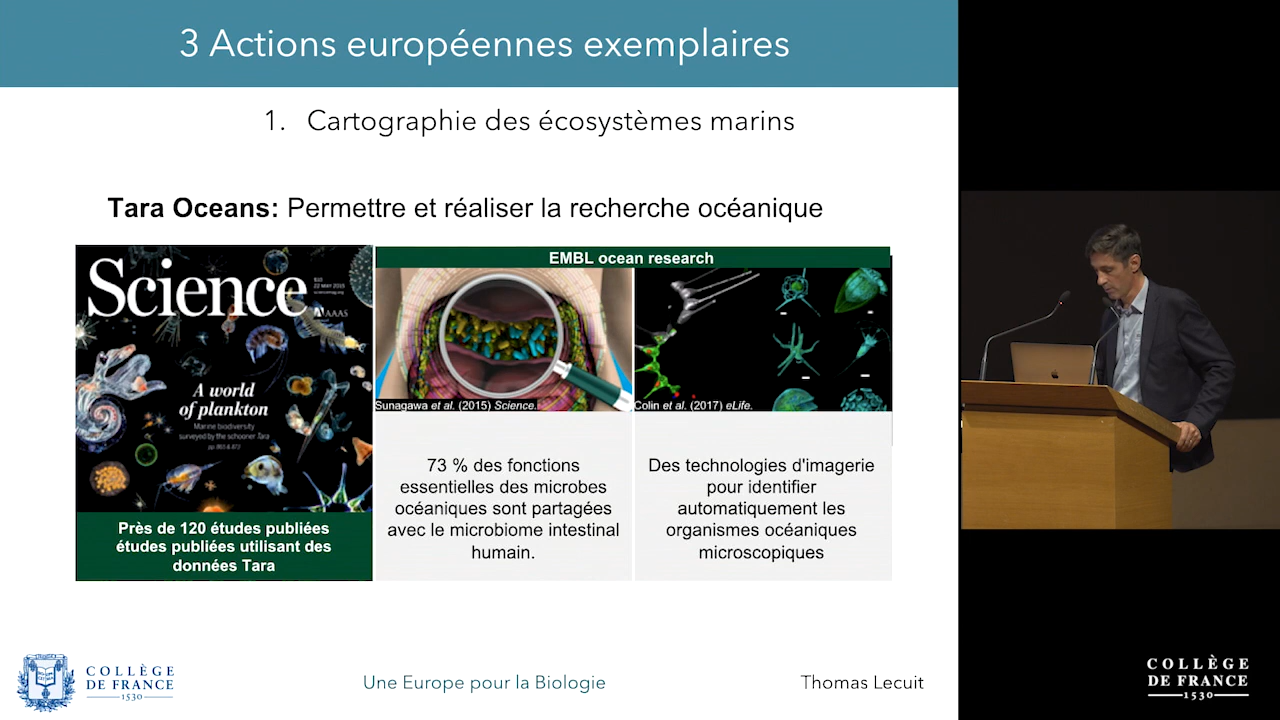 3 Actions européennes exemplaires
1. Cartographie des écosystèmes marins
Tara Oceans: Permettre et réaliser la recherche océanique
Science
22 MAY 2015
AAAS
A world
of plankton
Marine biodiversity
surveyed by the schooner Tara
Près de 120 études publiées
études publiées utilisant des
données Tara
EMBL ocean research
Sunagawa et al. (2015) Science.
Colin et al. (2017) eLife.
73 % des fonctions
essentielles des microbes
océaniques sont partagées
avec le microbiome intestinal
humain.
Des technologies d'imagerie
pour identifier
automatiquement les
organismes océaniques
microscopiques
COLLÈGE
DE FRANCE
1530
Une Europe pour la Biologie
Thomas Lecuit
COLLÈGE
DE FRANCE
1530